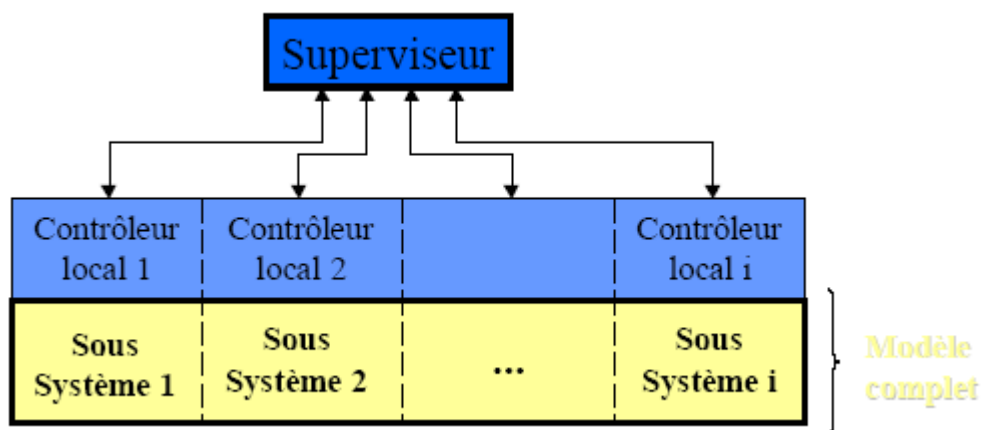 Superviseur
Contrôleur
local 1
Contrôleur
local 2
Contrôleur
local i
Sous
Système 1
Sous
Système 2
...
Sous
Système i
Modèle
complet